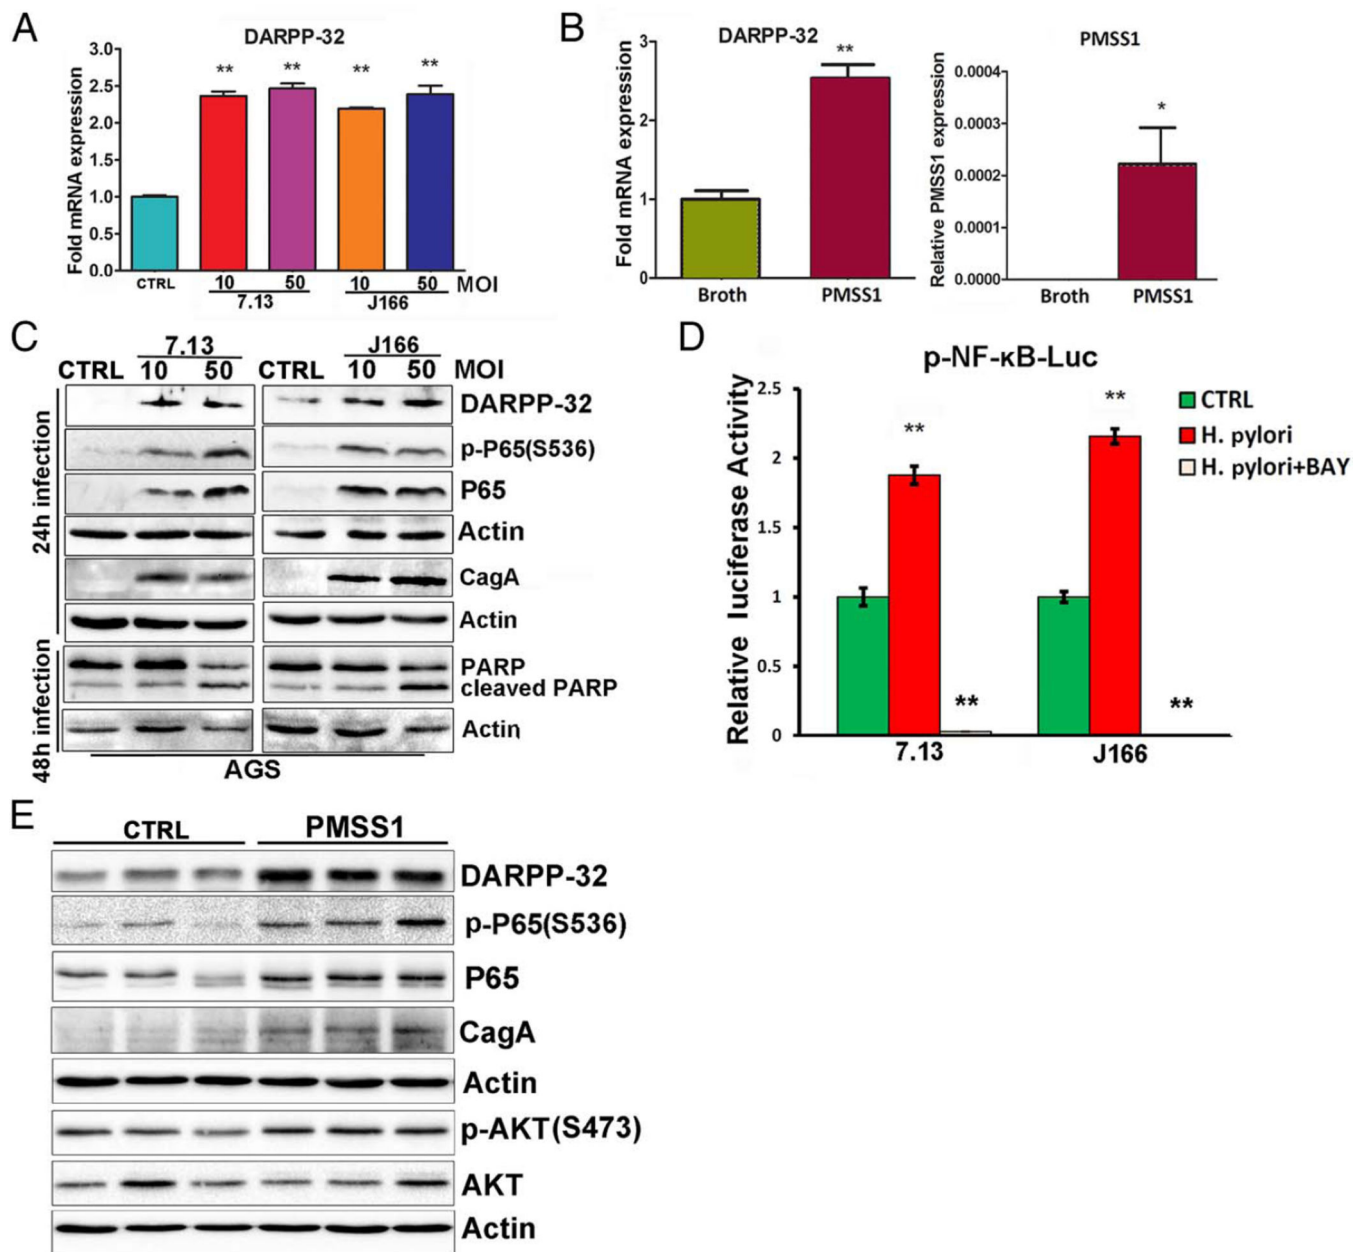 A
DARPP-32
Fold mRNA expression
3.0
2.5
2.0
1.5
1.0
0.5
0.0
** ** ** **
CTRL 10 50 10 50 MOI
7.13 J166
B
DARPP-32
Fold mRNA expression
3
2
1
0
**
Broth PMSS1
PMSS1
Relative PMSS1 expression
0.0004
0.0003
0.0002
0.0001
0.0000
*
Broth PMSS1
C
7.13 J166
CTRL 10 50 CTRL 10 50 MOI
24h infection
DARPP-32
p-P65(S536)
P65
Actin
CagA
Actin
48h infection
PARP
cleaved PARP
Actin
AGS
D
p-NF-κB-Luc
Relative luciferase Activity
2.5
2
1.5
1
0.5
0
** **
** **
7.13 J166
CTRL
H. pylori
H. pylori+BAY
E
CTRL PMSS1
DARPP-32
p-P65(S536)
P65
CagA
Actin
p-AKT(S473)
AKT
Actin